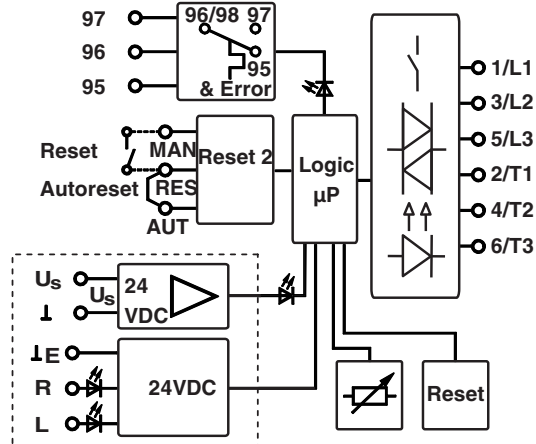 97
96
95
96/98 97
95
& Error
Reset
Autoreset
MAN
RES
AUT
Reset 2
Logic
µP
1/L1
3/L2
5/L3
2/T1
4/T2
6/T3
Us
⊥
Us
24
VDC
⊥E
R
L
24VDC
Reset